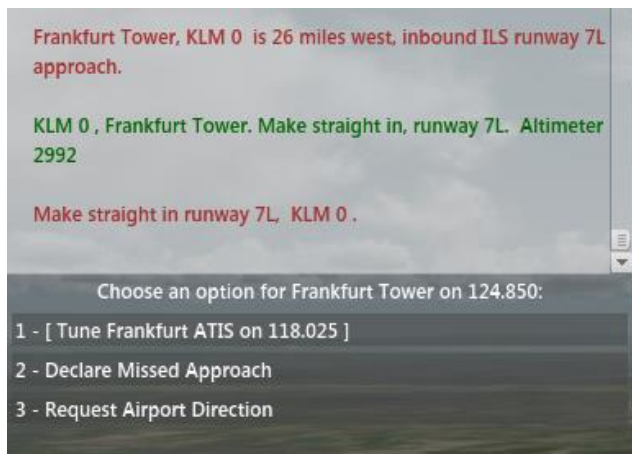 Frankfurt Tower, KLM 0 is 26 miles west, inbound ILS runway 7L
approach.
KLM 0 , Frankfurt Tower. Make straight in, runway 7L. Altimeter
2992
Make straight in runway 7L, KLM 0 .
Choose an option for Frankfurt Tower on 124.850:
1 - [ Tune Frankfurt ATIS on 118.025 ]
2 - Declare Missed Approach
3 - Request Airport Direction